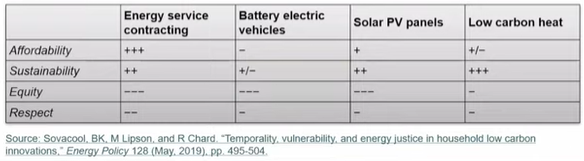 Energy service contracting Battery electric vehicles Solar PV panels Low carbon heat
Affordability +++ – + +/–
Sustainability ++ +/– ++ +++
Equity ––– ––– ––– –
Respect –– – – –
Source: Sovacool, BK, M Lipson, and R Chard. "Temporality, vulnerability, and energy justice in household low carbon
innovations," Energy Policy 128 (May, 2019), pp. 495-504.